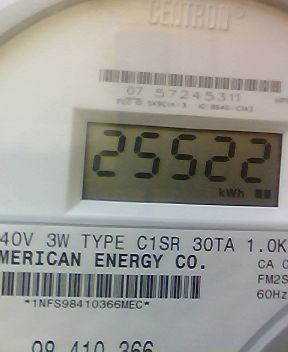 CENTRON®
07 57245311
25522
kWh
40V 3W TYPE C1SR 30TA 1.0K
MERICAN ENERGY CO.
CA 0
FM2S
60Hz
*1NFS98410366MEC*
98 410 366